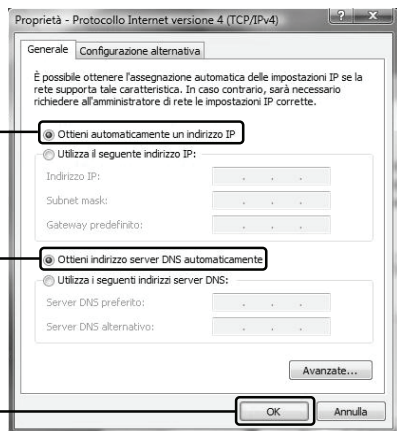 Proprietà - Protocollo Internet versione 4 (TCP/IPv4)
Generale
Configurazione alternativa
È possibile ottenere l'assegnazione automatica delle impostazioni IP se la
rete supporta tale caratteristica. In caso contrario, sarà necessario
richiedere all'amministratore di rete le impostazioni IP corrette.
Ottieni automaticamente un indirizzo IP
Utilizza il seguente indirizzo IP:
Indirizzo IP:
Subnet mask:
Gateway predefinito:
Ottieni indirizzo server DNS automaticamente
Utilizza i seguenti indirizzi server DNS:
Server DNS preferito:
Server DNS alternativo:
Avanzate...
OK
Annulla